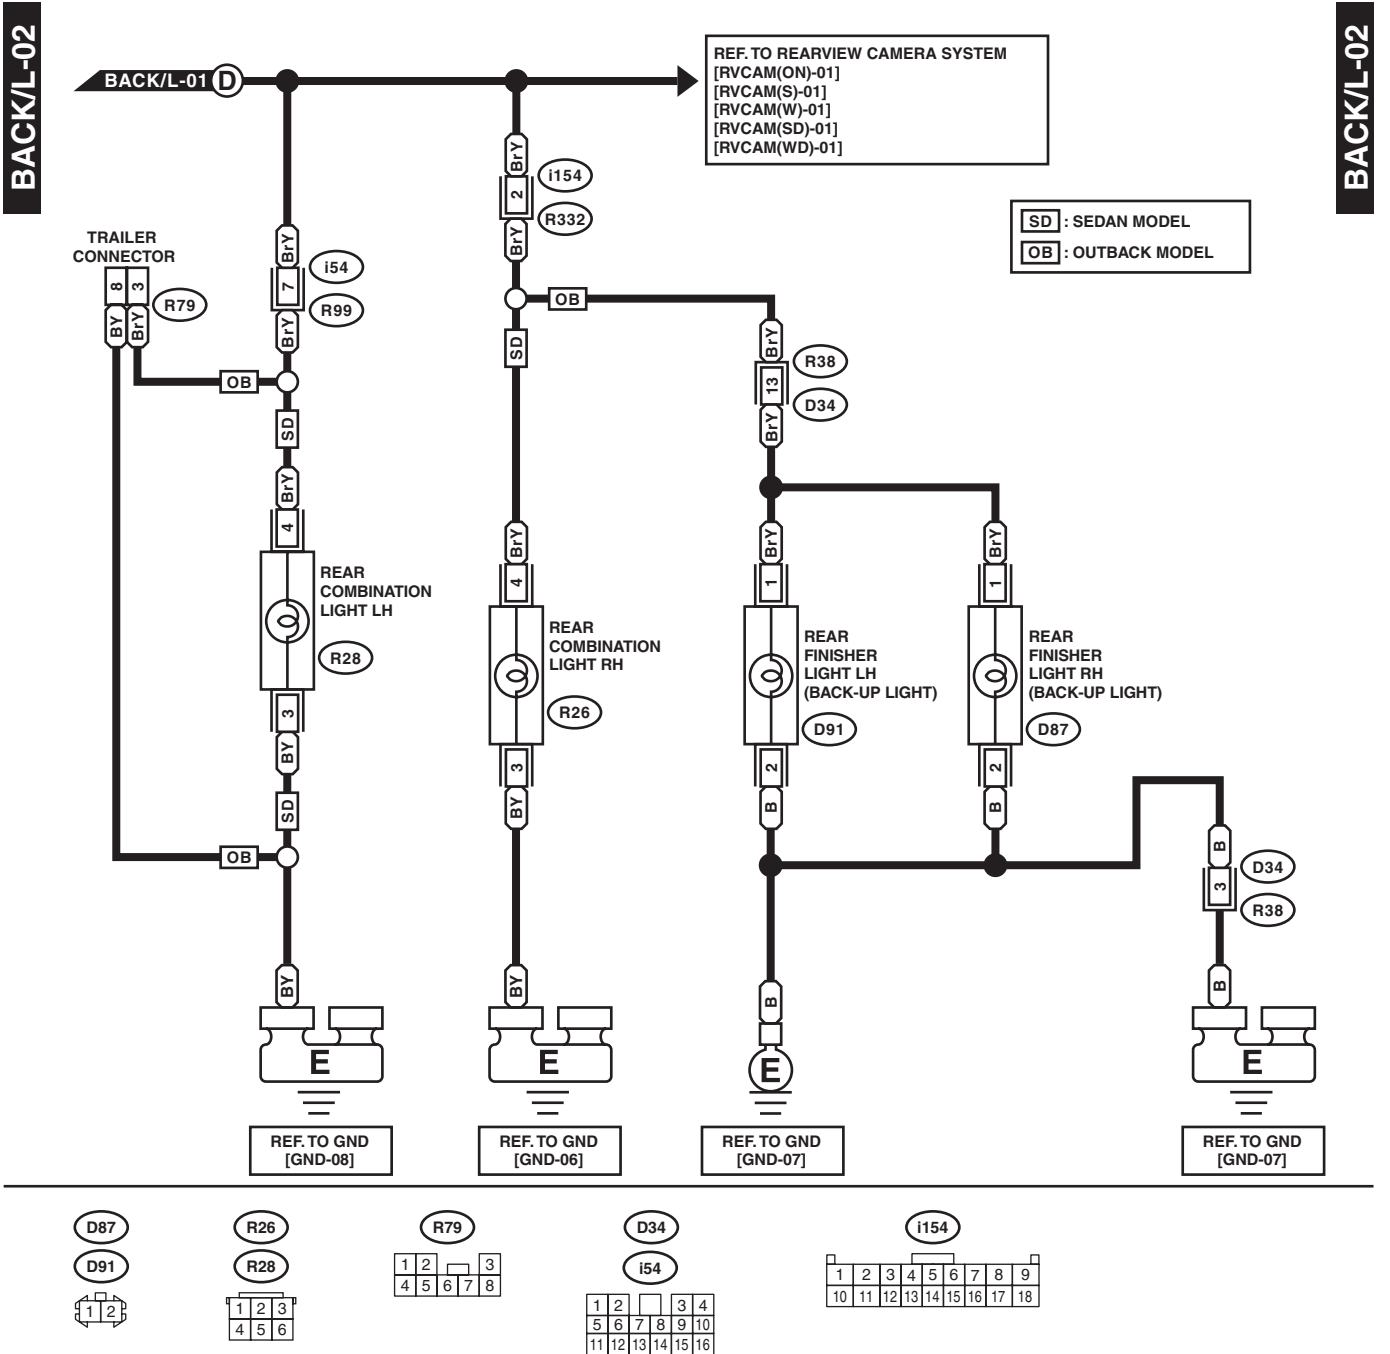 BACK/L-02
BACK/L-02
BACK/L-01 D
REF. TO REARVIEW CAMERA SYSTEM
[RVCAM(ON)-01]
[RVCAM(S)-01]
[RVCAM(W)-01]
[RVCAM(SD)-01]
[RVCAM(WD)-01]
SD : SEDAN MODEL
OB : OUTBACK MODEL
TRAILER
CONNECTOR
8 3
R79
BY BrY
BrY
i54
7
R99
BrY
OB
SD
BrY
4
REAR
COMBINATION
LIGHT LH
R28
3
BY
SD
OB
BY
E
REF. TO GND
[GND-08]
BrY
i154
2
R332
BrY
OB
SD
BrY
4
REAR
COMBINATION
LIGHT RH
R26
3
BY
BY
E
REF. TO GND
[GND-06]
BrY
R38
13
D34
BrY
BrY
1
REAR
FINISHER
LIGHT LH
(BACK-UP LIGHT)
D91
2
B
B
E
REF. TO GND
[GND-07]
BrY
1
REAR
FINISHER
LIGHT RH
(BACK-UP LIGHT)
D87
2
B
B
D34
3
R38
B
E
REF. TO GND
[GND-07]
D87
D91
1 2
R26
R28
1 2 3
4 5 6
R79
1 2 3
4 5 6 7 8
D34
i54
1 2 3 4
5 6 7 8 9 10
11 12 13 14 15 16
i154
1 2 3 4 5 6 7 8 9
10 11 12 13 14 15 16 17 18